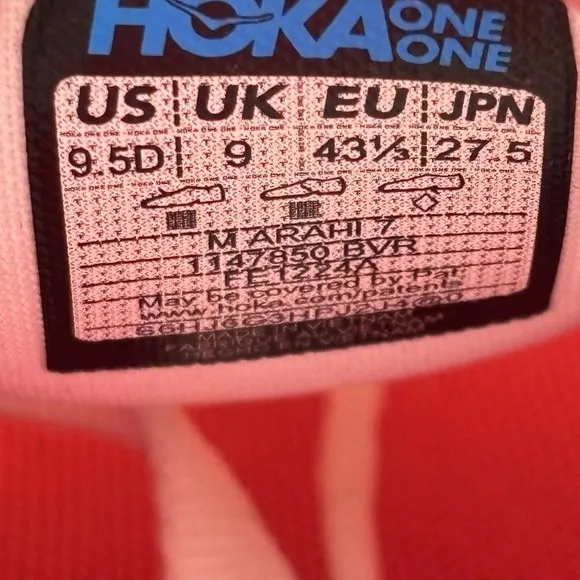 HOKA ONE ONE
US UK EU JPN
9.5D 9 43⅓ 27.5
M ARAHI 7
1147850 BVR
FE1224A
May be covered by Pat.
www.hoka.com/patents
MADE IN VIETNAM